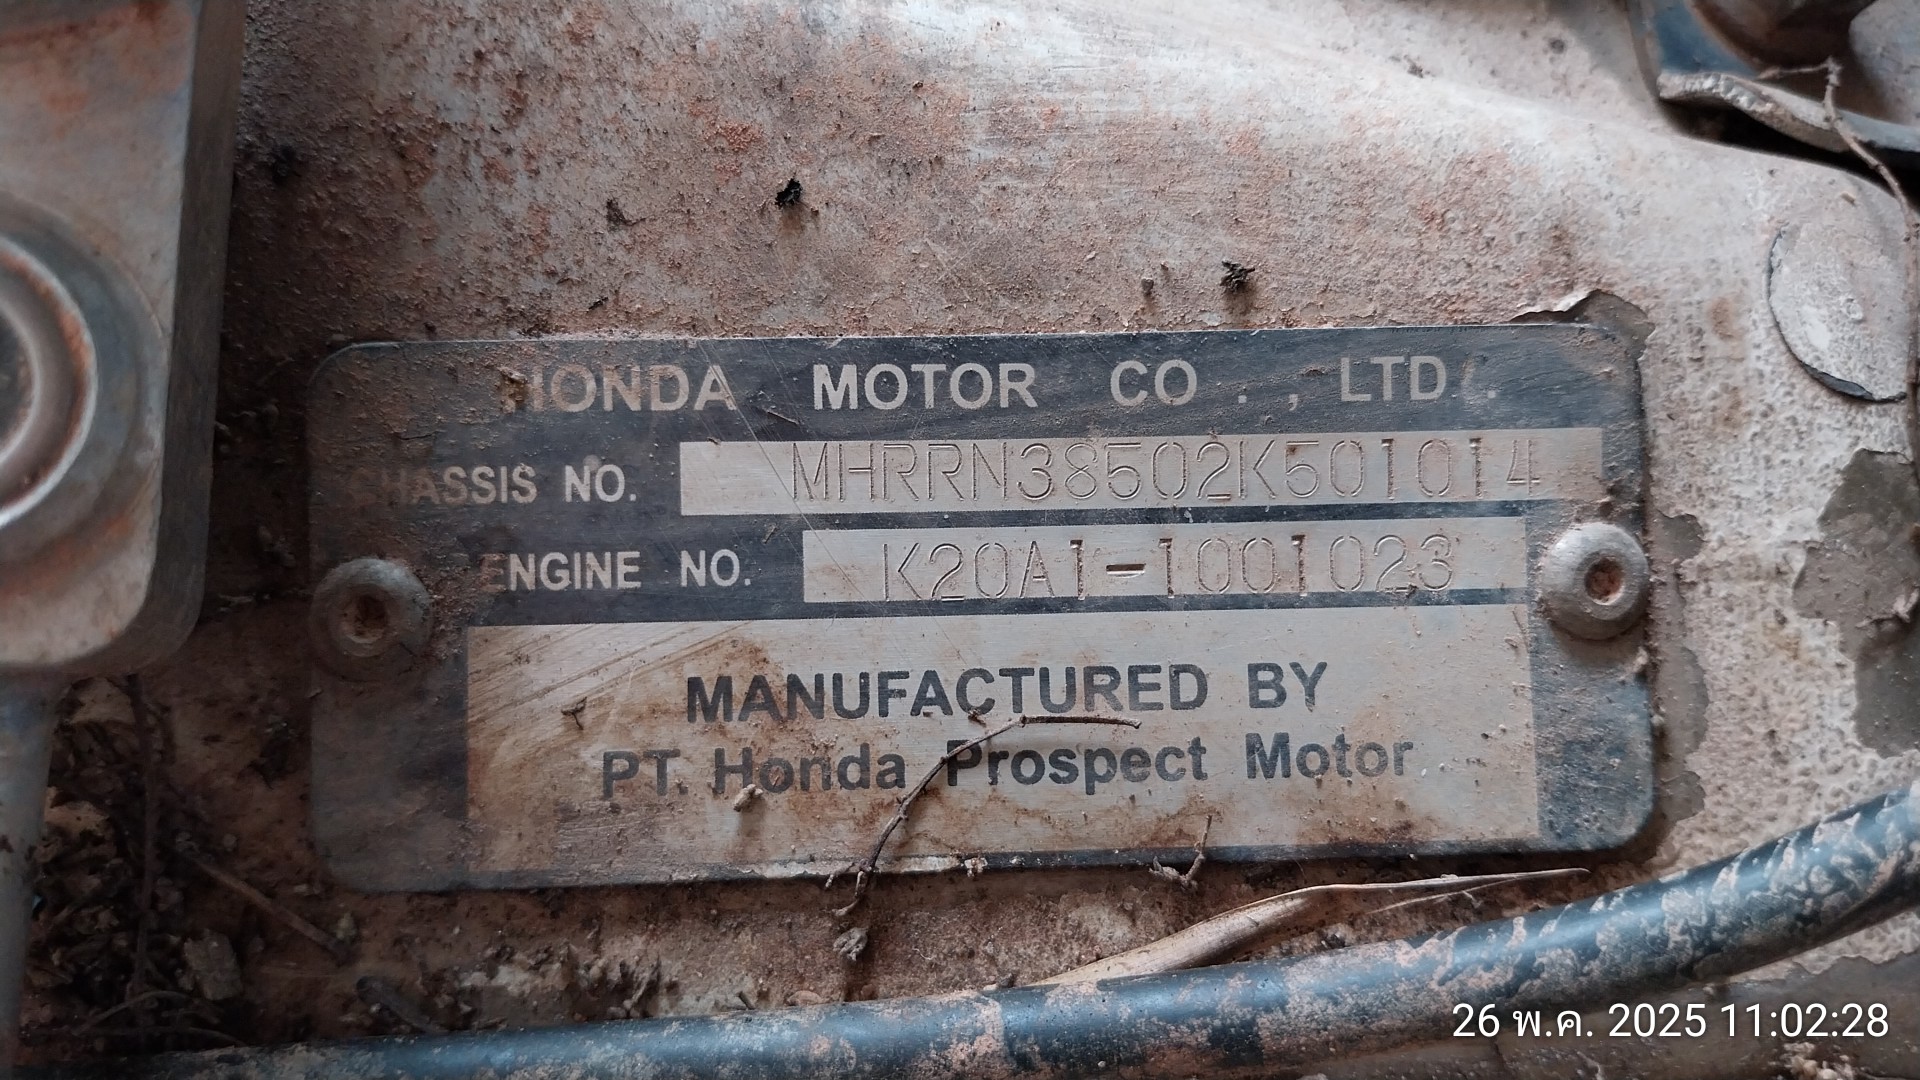 HONDA MOTOR CO., LTD.
CHASSIS NO. MHRRN38502K501014
ENGINE NO. K20A1-1001023
MANUFACTURED BY
PT. Honda Prospect Motor
26 พ.ค. 2025 11:02:28